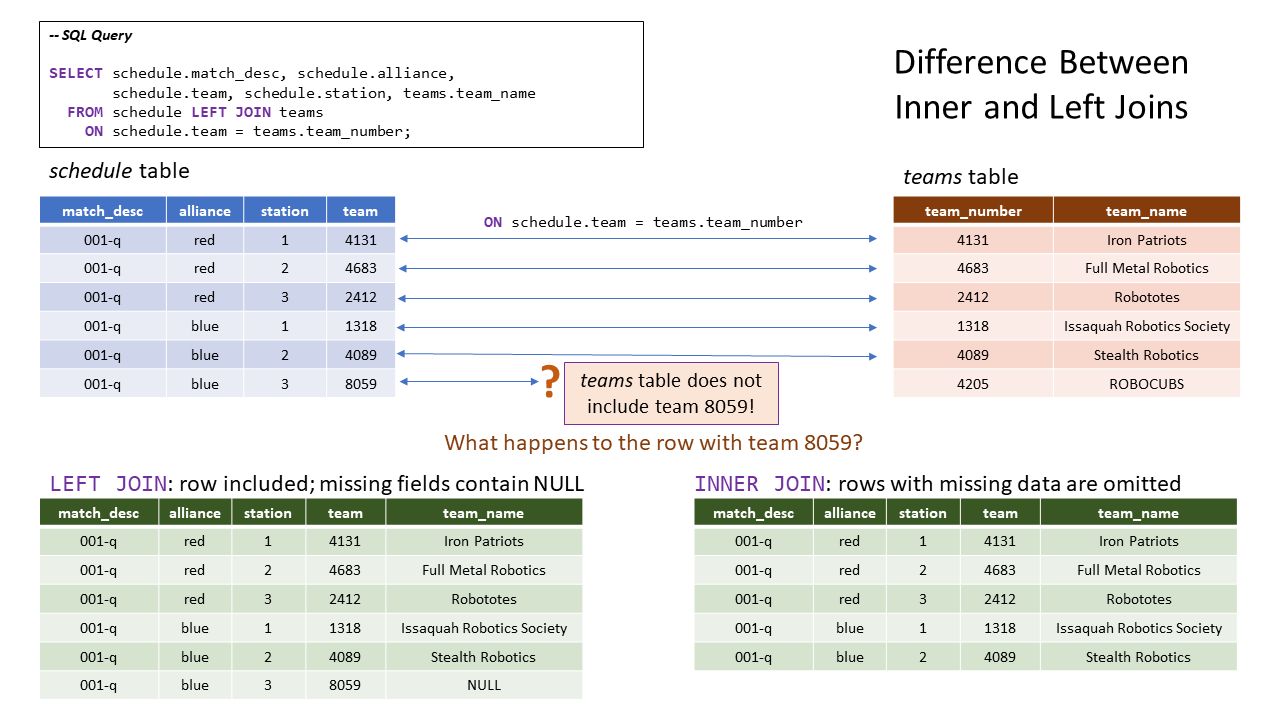 -- SQL Query
SELECT schedule.match_desc, schedule.alliance,
schedule.team, schedule.station, teams.team_name
FROM schedule LEFT JOIN teams
ON schedule.team = teams.team_number;
Difference Between
Inner and Left Joins
schedule table
match_desc alliance station team
001-q red 1 4131
001-q red 2 4683
001-q red 3 2412
001-q blue 1 1318
001-q blue 2 4089
001-q blue 3 8059
ON schedule.team = teams.team_number
?
teams table does not
include team 8059!
teams table
team_number team_name
4131 Iron Patriots
4683 Full Metal Robotics
2412 Robototes
1318 Issaquah Robotics Society
4089 Stealth Robotics
4205 ROBOCUBS
What happens to the row with team 8059?
LEFT JOIN: row included; missing fields contain NULL
match_desc alliance station team team_name
001-q red 1 4131 Iron Patriots
001-q red 2 4683 Full Metal Robotics
001-q red 3 2412 Robototes
001-q blue 1 1318 Issaquah Robotics Society
001-q blue 2 4089 Stealth Robotics
001-q blue 3 8059 NULL
INNER JOIN: rows with missing data are omitted
match_desc alliance station team team_name
001-q red 1 4131 Iron Patriots
001-q red 2 4683 Full Metal Robotics
001-q red 3 2412 Robototes
001-q blue 1 1318 Issaquah Robotics Society
001-q blue 2 4089 Stealth Robotics